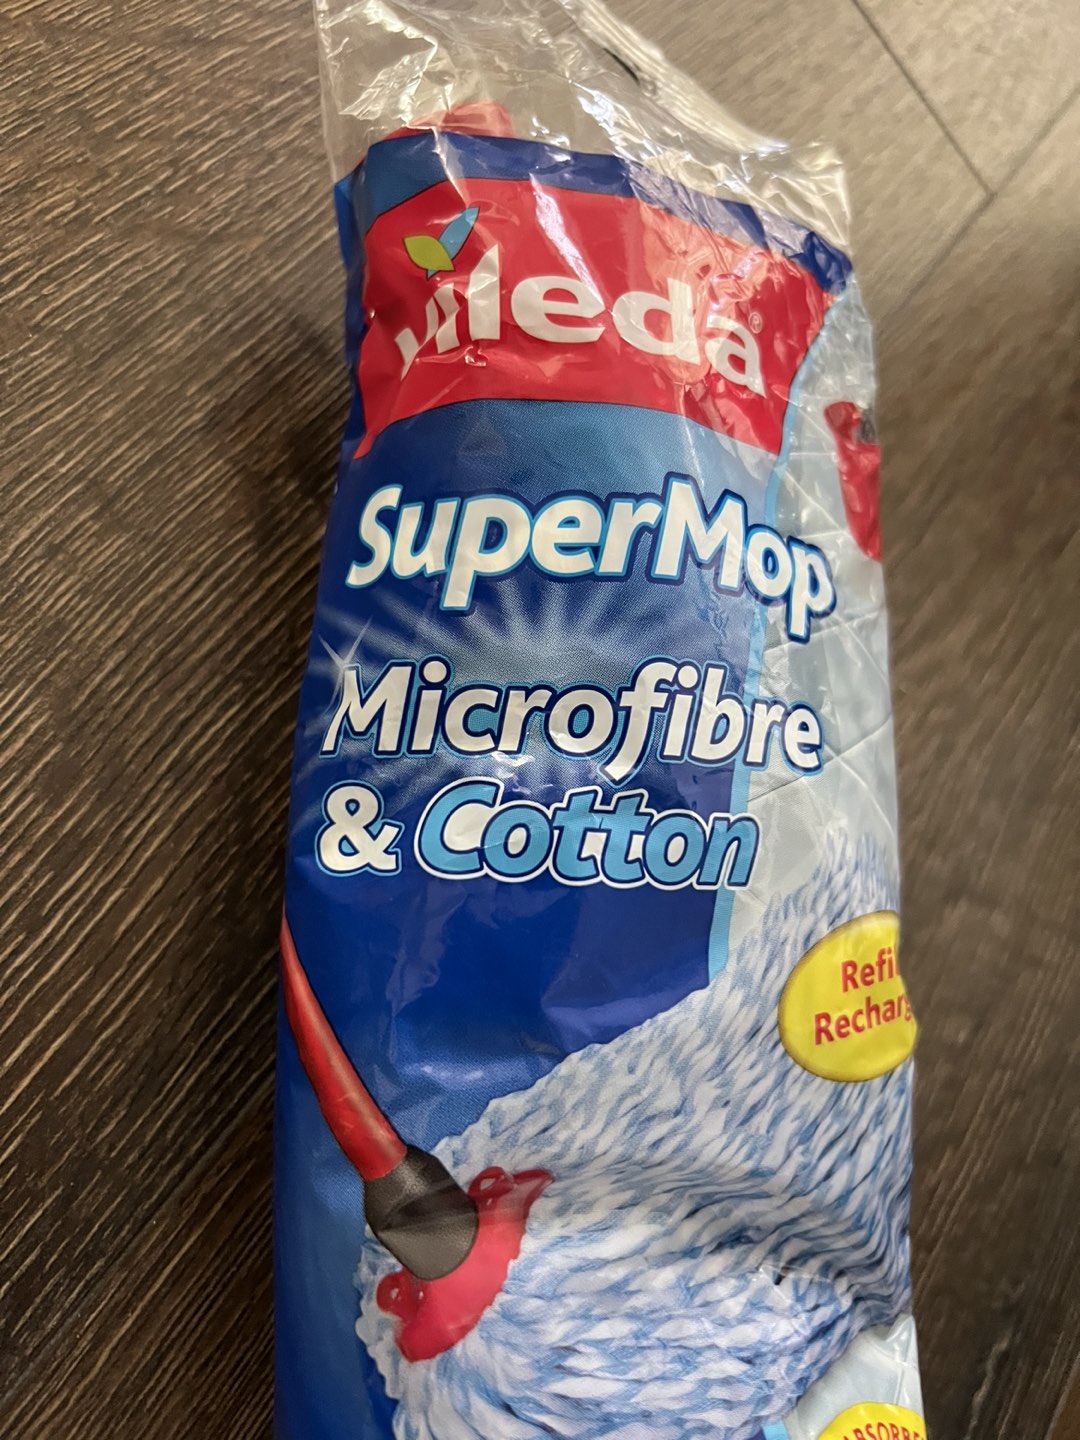 vileda®
SuperMop
Microfibre
& Cotton